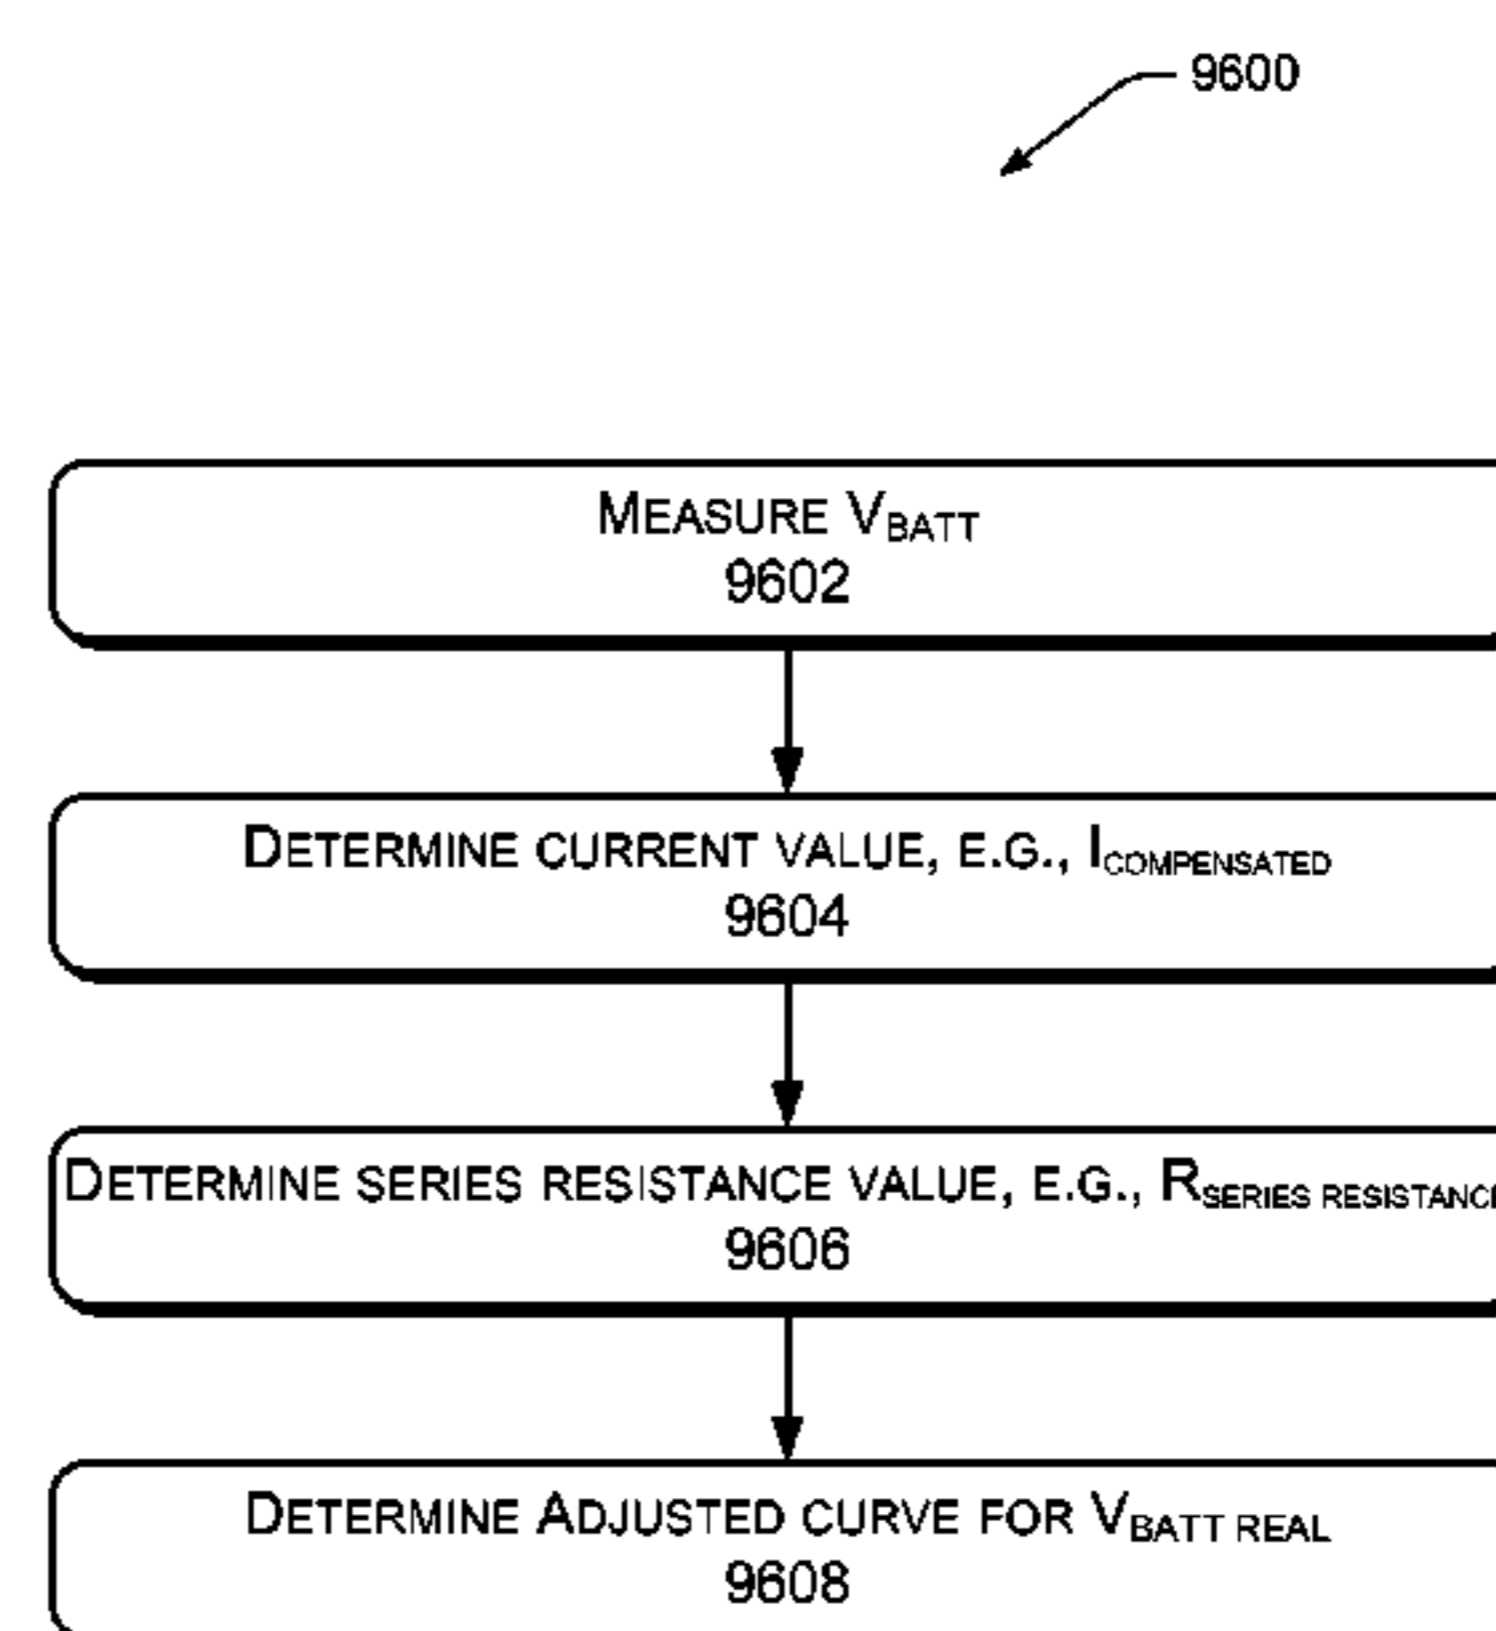 9600
MEASURE VBATT
9602
DETERMINE CURRENT VALUE, E.G., ICOMPENSATED
9604
DETERMINE SERIES RESISTANCE VALUE, E.G., RSERIES RESISTANCE
9606
DETERMINE ADJUSTED CURVE FOR VBATT REAL
9608